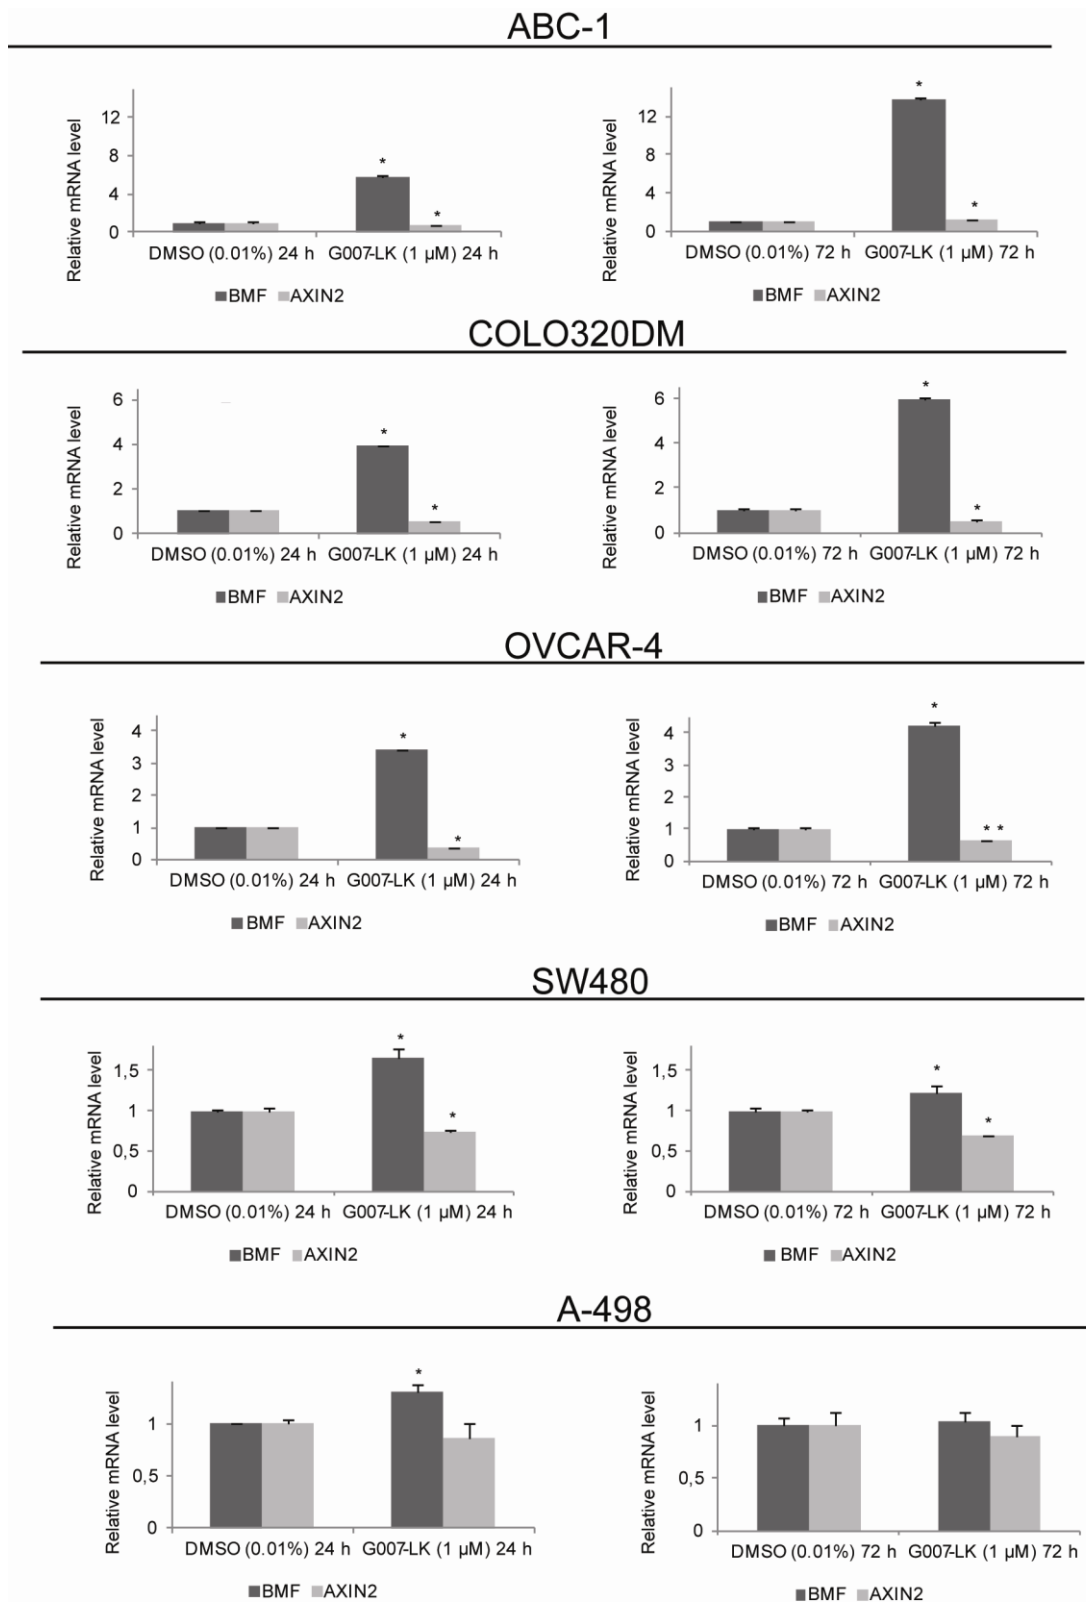 ABC-1
Relative mRNA level
12
8
4
0
*
*
DMSO (0.01%) 24 h G007-LK (1 µM) 24 h
BMF AXIN2
Relative mRNA level
12
8
4
0
*
*
DMSO (0.01%) 72 h G007-LK (1 µM) 72 h
BMF AXIN2
COLO320DM
Relative mRNA level
6
4
2
0
*
*
DMSO (0.01%) 24 h G007-LK (1 µM) 24 h
BMF AXIN2
Relative mRNA level
6
4
2
0
*
*
DMSO (0.01%) 72 h G007-LK (1 µM) 72 h
BMF AXIN2
OVCAR-4
Relative mRNA level
4
3
2
1
0
*
*
DMSO (0.01%) 24 h G007-LK (1 µM) 24 h
BMF AXIN2
Relative mRNA level
4
3
2
1
0
*
* *
DMSO (0.01%) 72 h G007-LK (1 µM) 72 h
BMF AXIN2
SW480
Relative mRNA level
1,5
1
0,5
0
*
*
DMSO (0.01%) 24 h G007-LK (1 µM) 24 h
BMF AXIN2
Relative mRNA level
1,5
1
0,5
0
*
*
DMSO (0.01%) 72 h G007-LK (1 µM) 72 h
BMF AXIN2
A-498
Relative mRNA level
1
0,5
0
*
DMSO (0.01%) 24 h G007-LK (1 µM) 24 h
BMF AXIN2
Relative mRNA level
1
0,5
0
DMSO (0.01%) 72 h G007-LK (1 µM) 72 h
BMF AXIN2